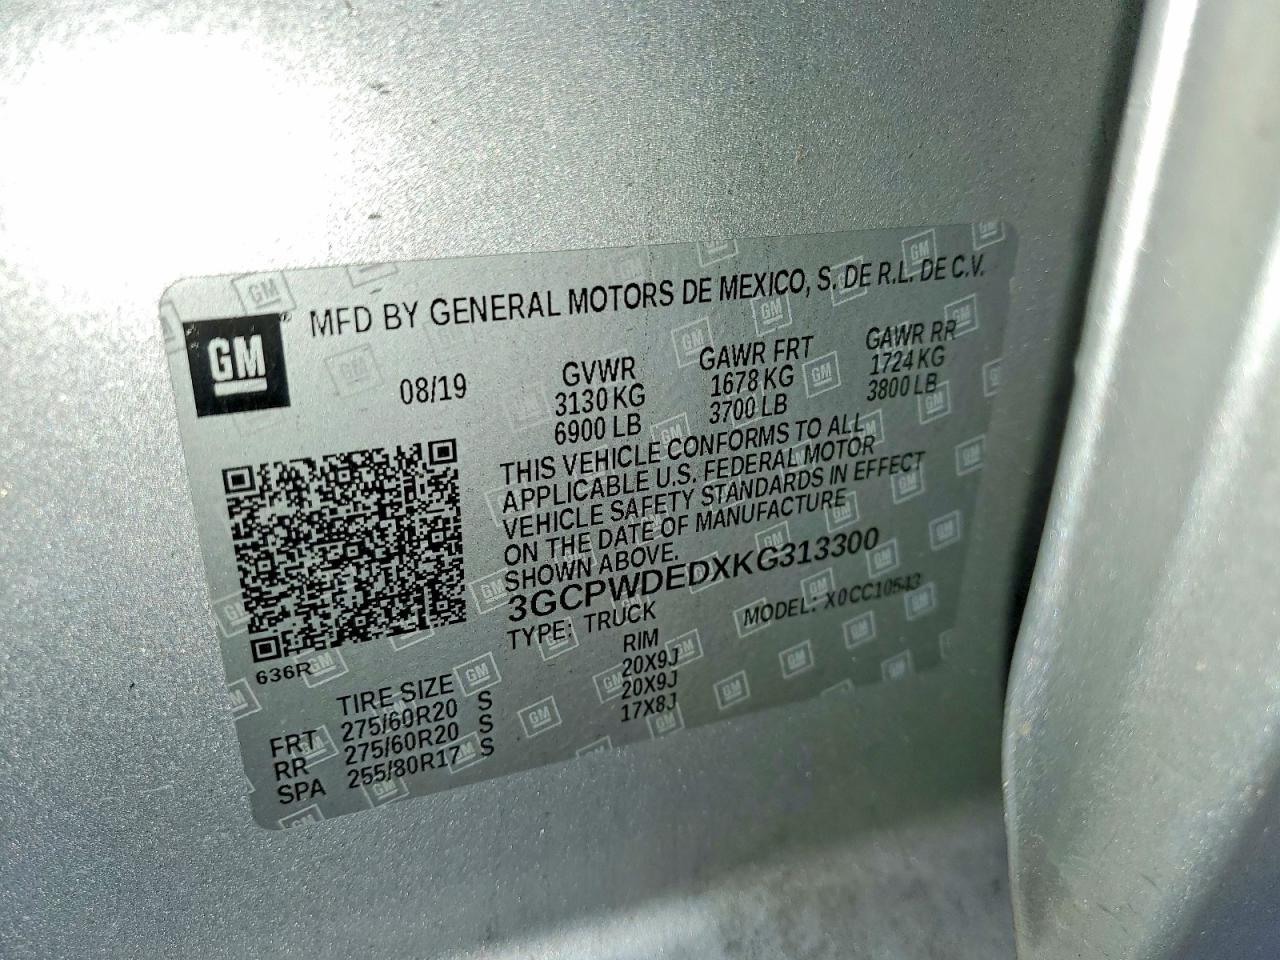 MFD BY GENERAL MOTORS DE MEXICO, S. DE R.L. DE C.V.
GM
08/19
GVWR GAWR FRT GAWR RR
3130 KG 1678 KG 1724 KG
6900 LB 3700 LB 3800 LB
THIS VEHICLE CONFORMS TO ALL
APPLICABLE U.S. FEDERAL MOTOR
VEHICLE SAFETY STANDARDS IN EFFECT
ON THE DATE OF MANUFACTURE
SHOWN ABOVE.
3GCPWDEDXKG313300
TYPE: TRUCK MODEL: X0CC10543
636R
TIRE SIZE RIM
FRT 275/60R20 S 20X9J
RR 275/60R20 S 20X9J
SPA 255/80R17 S 17X8J